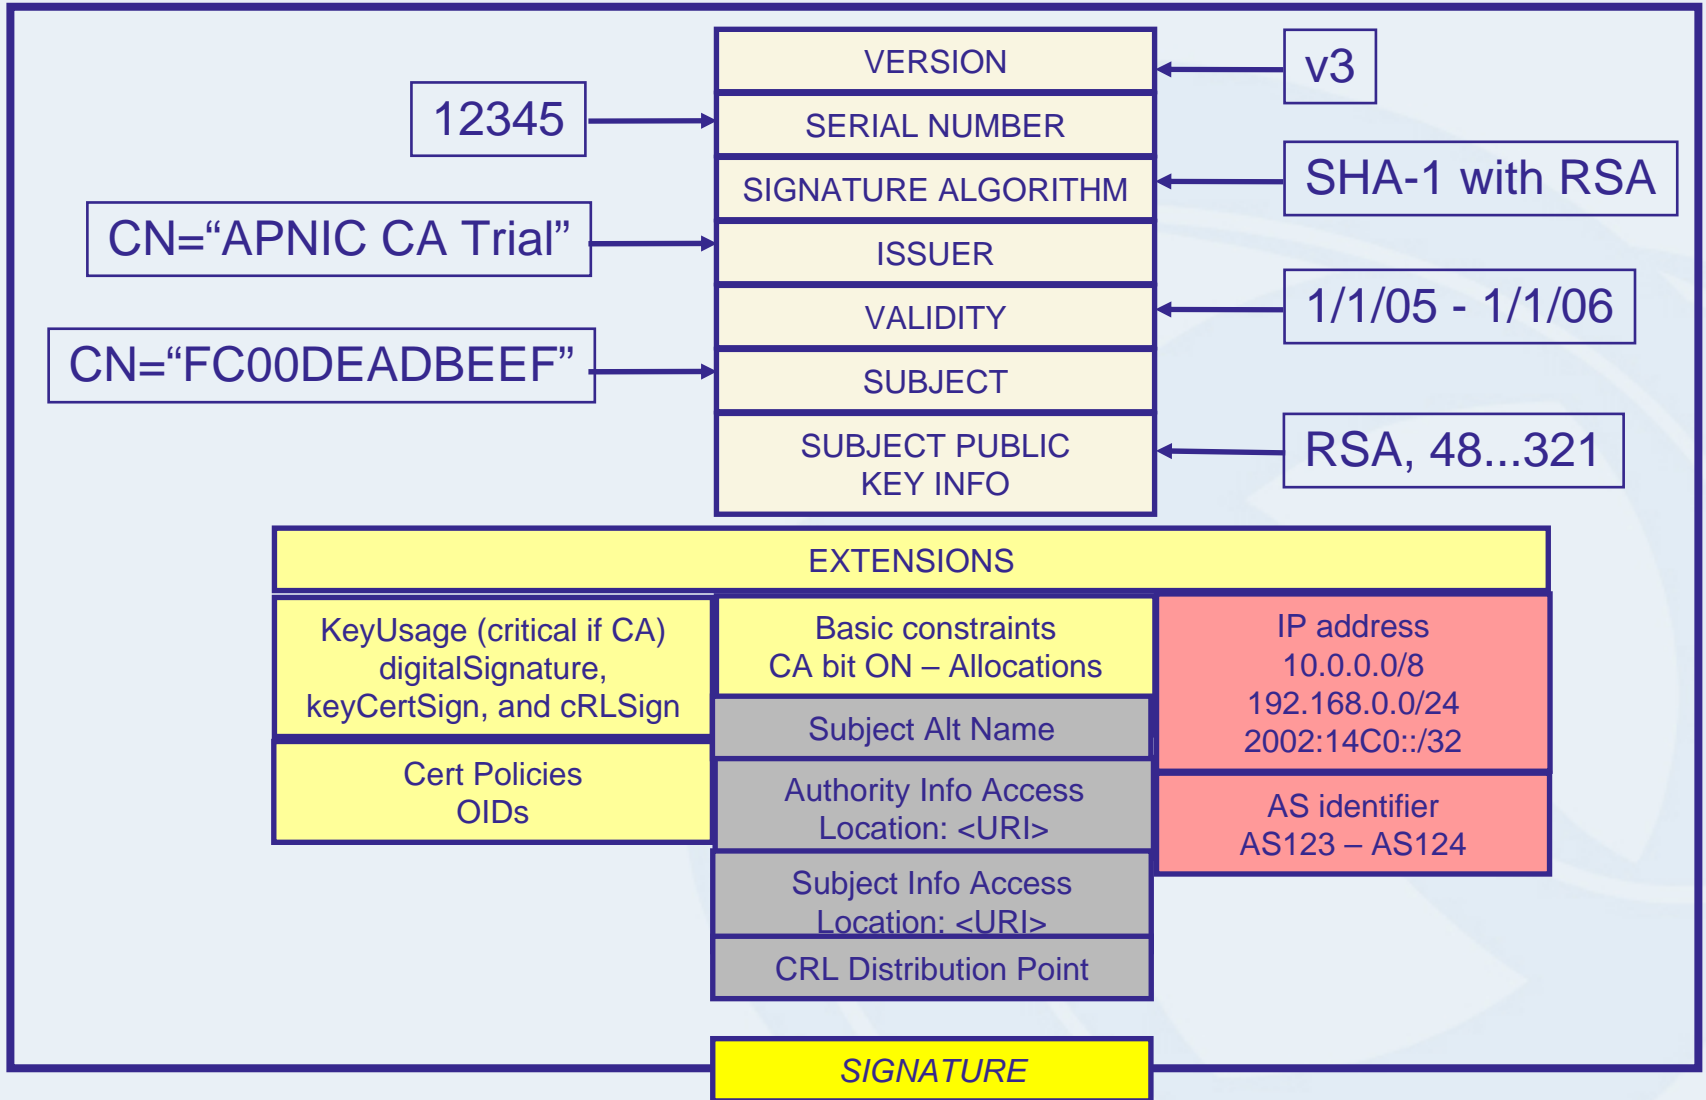 VERSION
v3
12345
SERIAL NUMBER
SIGNATURE ALGORITHM
SHA-1 with RSA
CN=“APNIC CA Trial”
ISSUER
VALIDITY
1/1/05 - 1/1/06
CN=“FC00DEADBEEF”
SUBJECT
SUBJECT PUBLIC
KEY INFO
RSA, 48...321
EXTENSIONS
KeyUsage (critical if CA)
digitalSignature,
keyCertSign, and cRLSign
Cert Policies
OIDs
Basic constraints
CA bit ON – Allocations
Subject Alt Name
Authority Info Access
Location: <URI>
Subject Info Access
Location: <URI>
CRL Distribution Point
IP address
10.0.0.0/8
192.168.0.0/24
2002:14C0::/32
AS identifier
AS123 – AS124
SIGNATURE